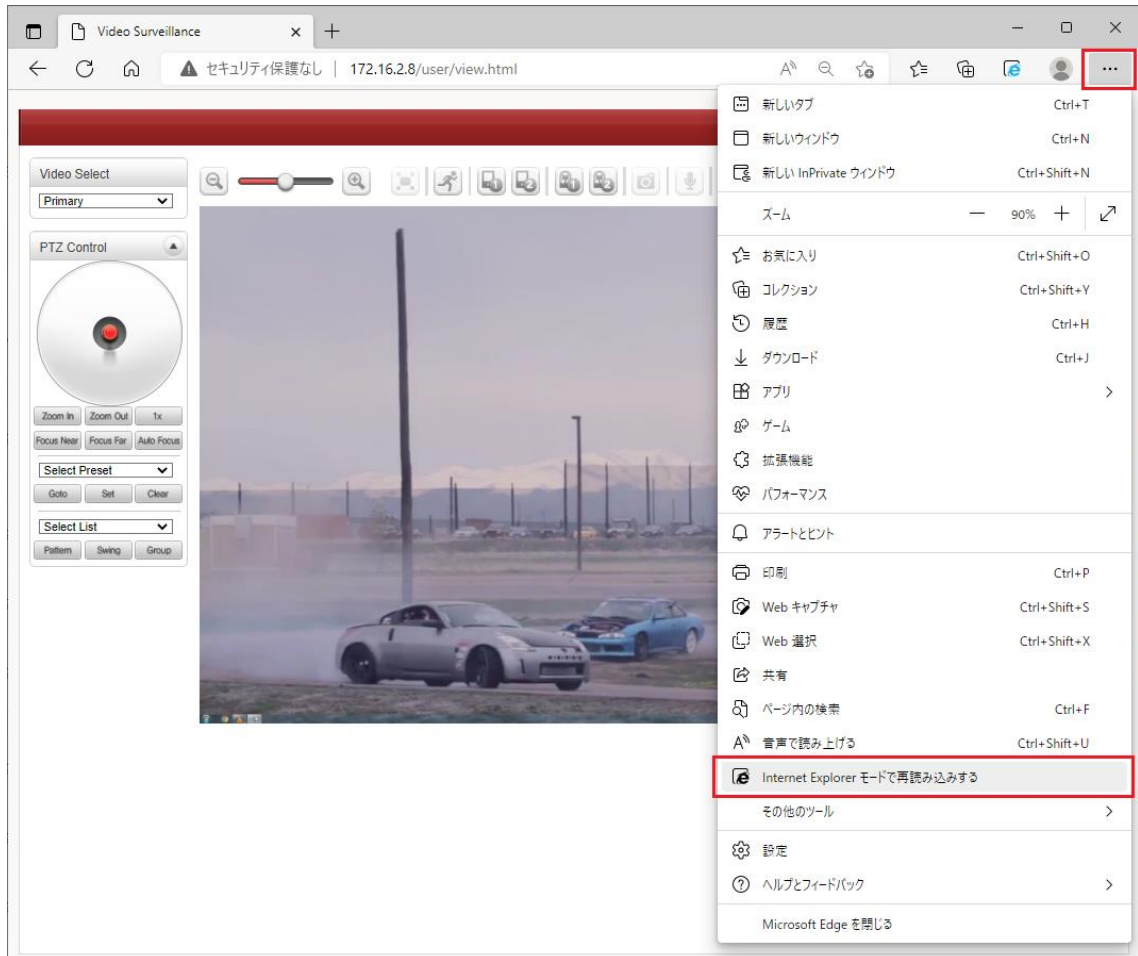 Video Surveillance
セキュリティ保護なし | 172.16.2.8/user/view.html
Video Select
Primary
PTZ Control
Zoom In Zoom Out 1x
Focus Near Focus Far Auto Focus
Select Preset
Goto Set Clear
Select List
Pattern Swing Group
新しいタブ Ctrl+T
新しいウィンドウ Ctrl+N
新しい InPrivate ウィンドウ Ctrl+Shift+N
ズーム 90%
お気に入り Ctrl+Shift+O
コレクション Ctrl+Shift+Y
履歴 Ctrl+H
ダウンロード Ctrl+J
アプリ
ゲーム
拡張機能
パフォーマンス
アラートとヒント
印刷 Ctrl+P
Web キャプチャ Ctrl+Shift+S
Web 選択 Ctrl+Shift+X
共有
ページ内の検索 Ctrl+F
音声で読み上げる Ctrl+Shift+U
Internet Explorer モードで再読み込みする
その他のツール
設定
ヘルプとフィードバック
Microsoft Edge を閉じる